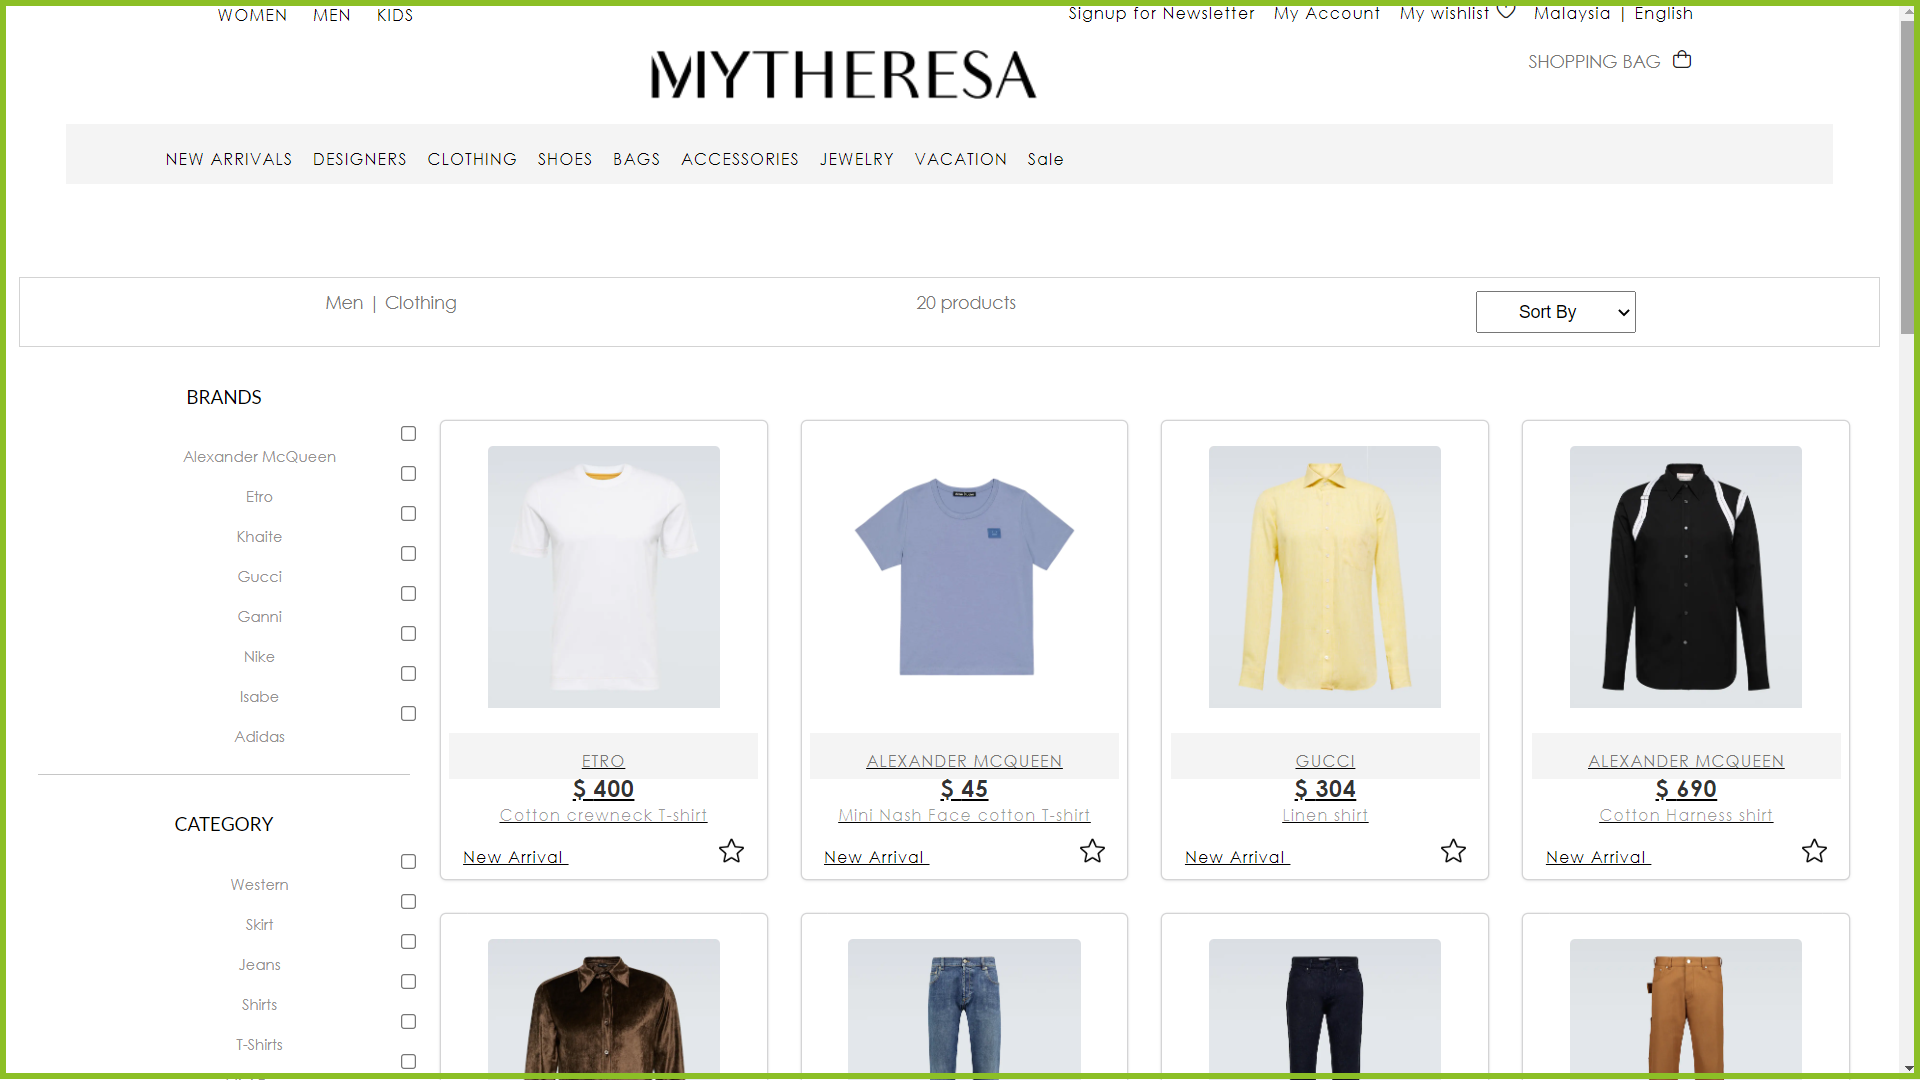 WOMEN MEN KIDS
Signup for Newsletter My Account My wishlist Malaysia | English
MYTHERESA
SHOPPING BAG
NEW ARRIVALS DESIGNERS CLOTHING SHOES BAGS ACCESSORIES JEWELRY VACATION Sale
Men | Clothing
20 products
Sort By
BRANDS
Alexander McQueen
Etro
Khaite
Gucci
Ganni
Nike
Isabe
Adidas
CATEGORY
Western
Skirt
Jeans
Shirts
T-Shirts
ETRO
$ 400
Cotton crewneck T-shirt
New Arrival
ALEXANDER MCQUEEN
$ 45
Mini Nash Face cotton T-shirt
New Arrival
GUCCI
$ 304
Linen shirt
New Arrival
ALEXANDER MCQUEEN
$ 690
Cotton Harness shirt
New Arrival